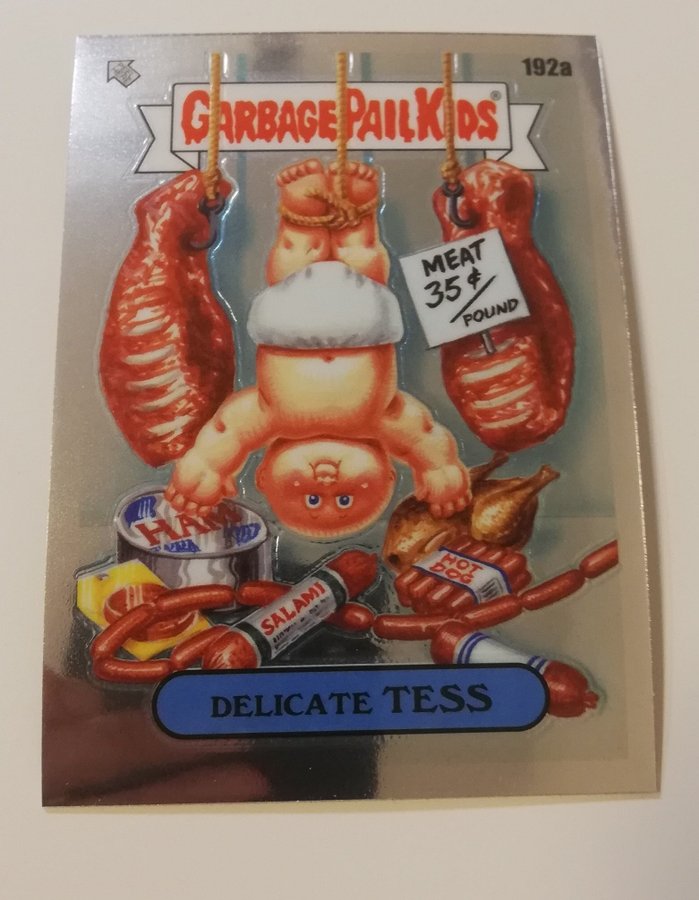 192a
GARBAGE PAIL KIDS®
MEAT
35¢/
POUND
HAM
HOT
DOG
SALAMI
DELICATE TESS